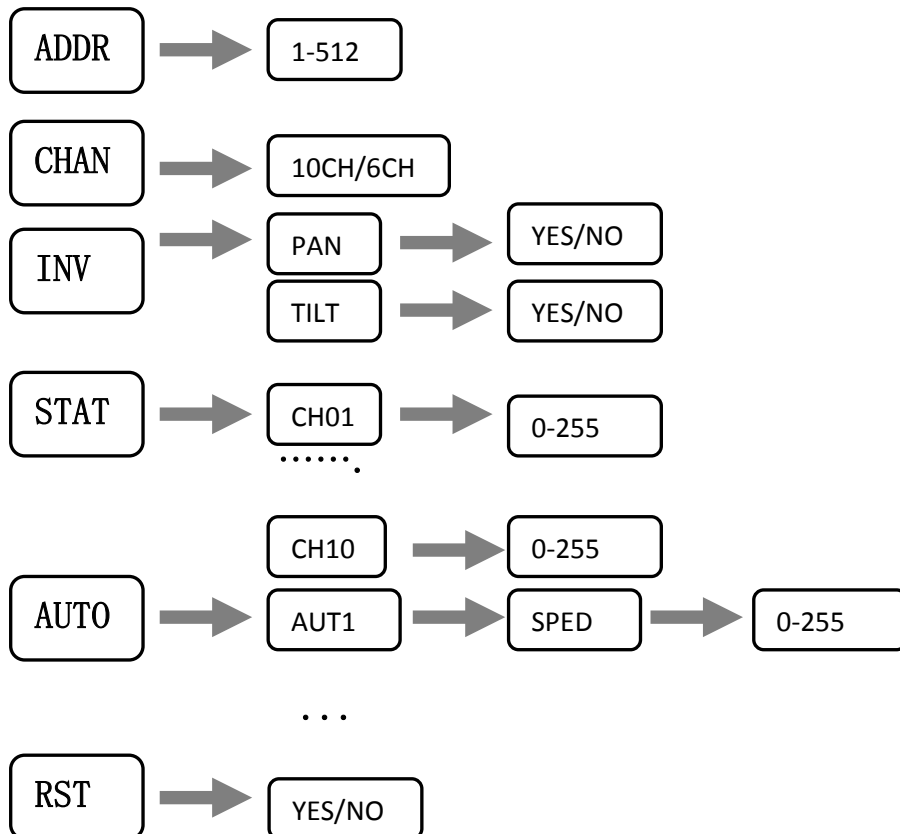 ADDR 1-512
CHAN 10CH/6CH
INV PAN YES/NO
TILT YES/NO
STAT CH01 0-255
.......
CH10 0-255
AUTO AUT1 SPED 0-255
...
RST YES/NO